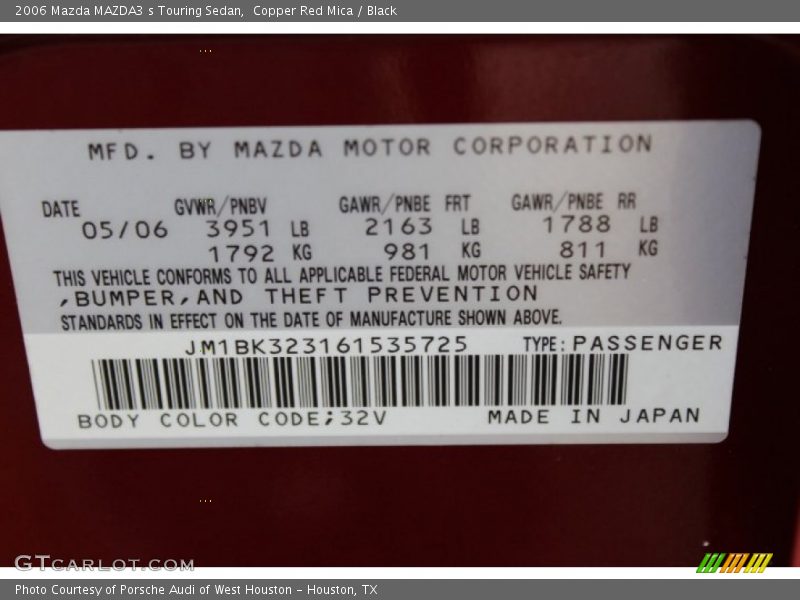 2006 Mazda MAZDA3 s Touring Sedan,  Copper Red Mica / Black
MFD. BY MAZDA MOTOR CORPORATION
DATE GVWR/PNBV GAWR/PNBE FRT GAWR/PNBE RR
05/06 3951 LB 2163 LB 1788 LB
1792 KG 981 KG 811 KG
THIS VEHICLE CONFORMS TO ALL APPLICABLE FEDERAL MOTOR VEHICLE SAFETY
,BUMPER,AND THEFT PREVENTION
STANDARDS IN EFFECT ON THE DATE OF MANUFACTURE SHOWN ABOVE.
JM1BK323161535725 TYPE:PASSENGER
BODY COLOR CODE;32V MADE IN JAPAN
GTCARLOT.COM
Photo Courtesy of Porsche Audi of West Houston – Houston, TX